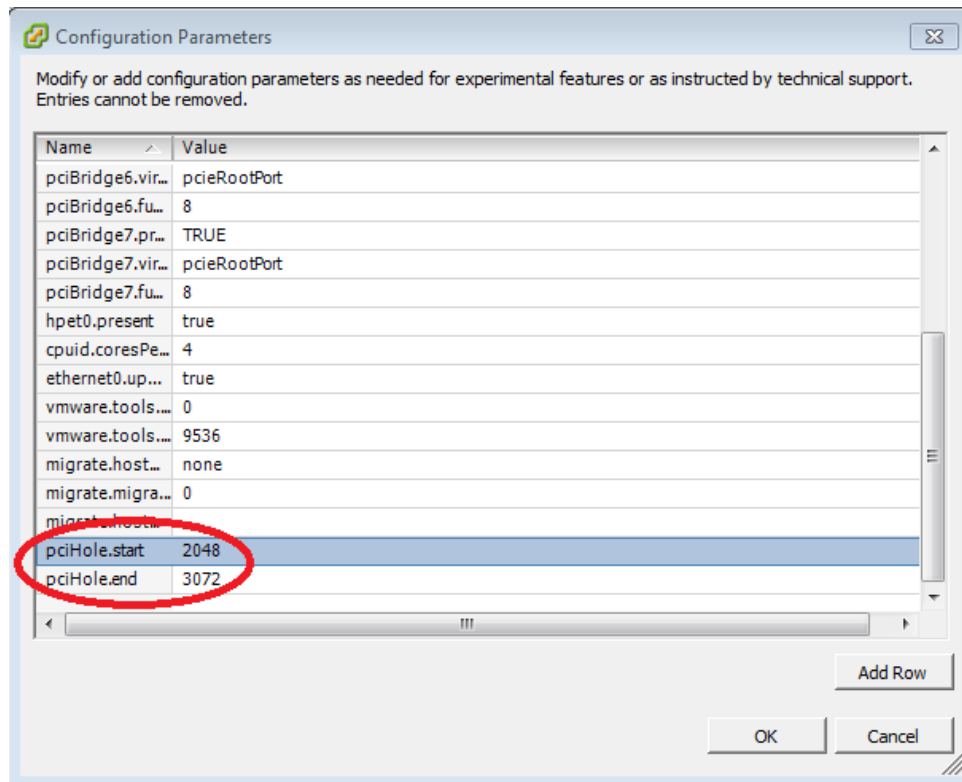 Configuration Parameters
Modify or add configuration parameters as needed for experimental features or as instructed by technical support.
Entries cannot be removed.
Name Value
pciBridge6.vir... pcieRootPort
pciBridge6.fu... 8
pciBridge7.pr... TRUE
pciBridge7.vir... pcieRootPort
pciBridge7.fu... 8
hpet0.present true
cpuid.coresPe... 4
ethernet0.up... true
vmware.tools.... 0
vmware.tools.... 9536
migrate.host... none
migrate.migra... 0
migrate.host...
pciHole.start 2048
pciHole.end 3072
Add Row
OK Cancel